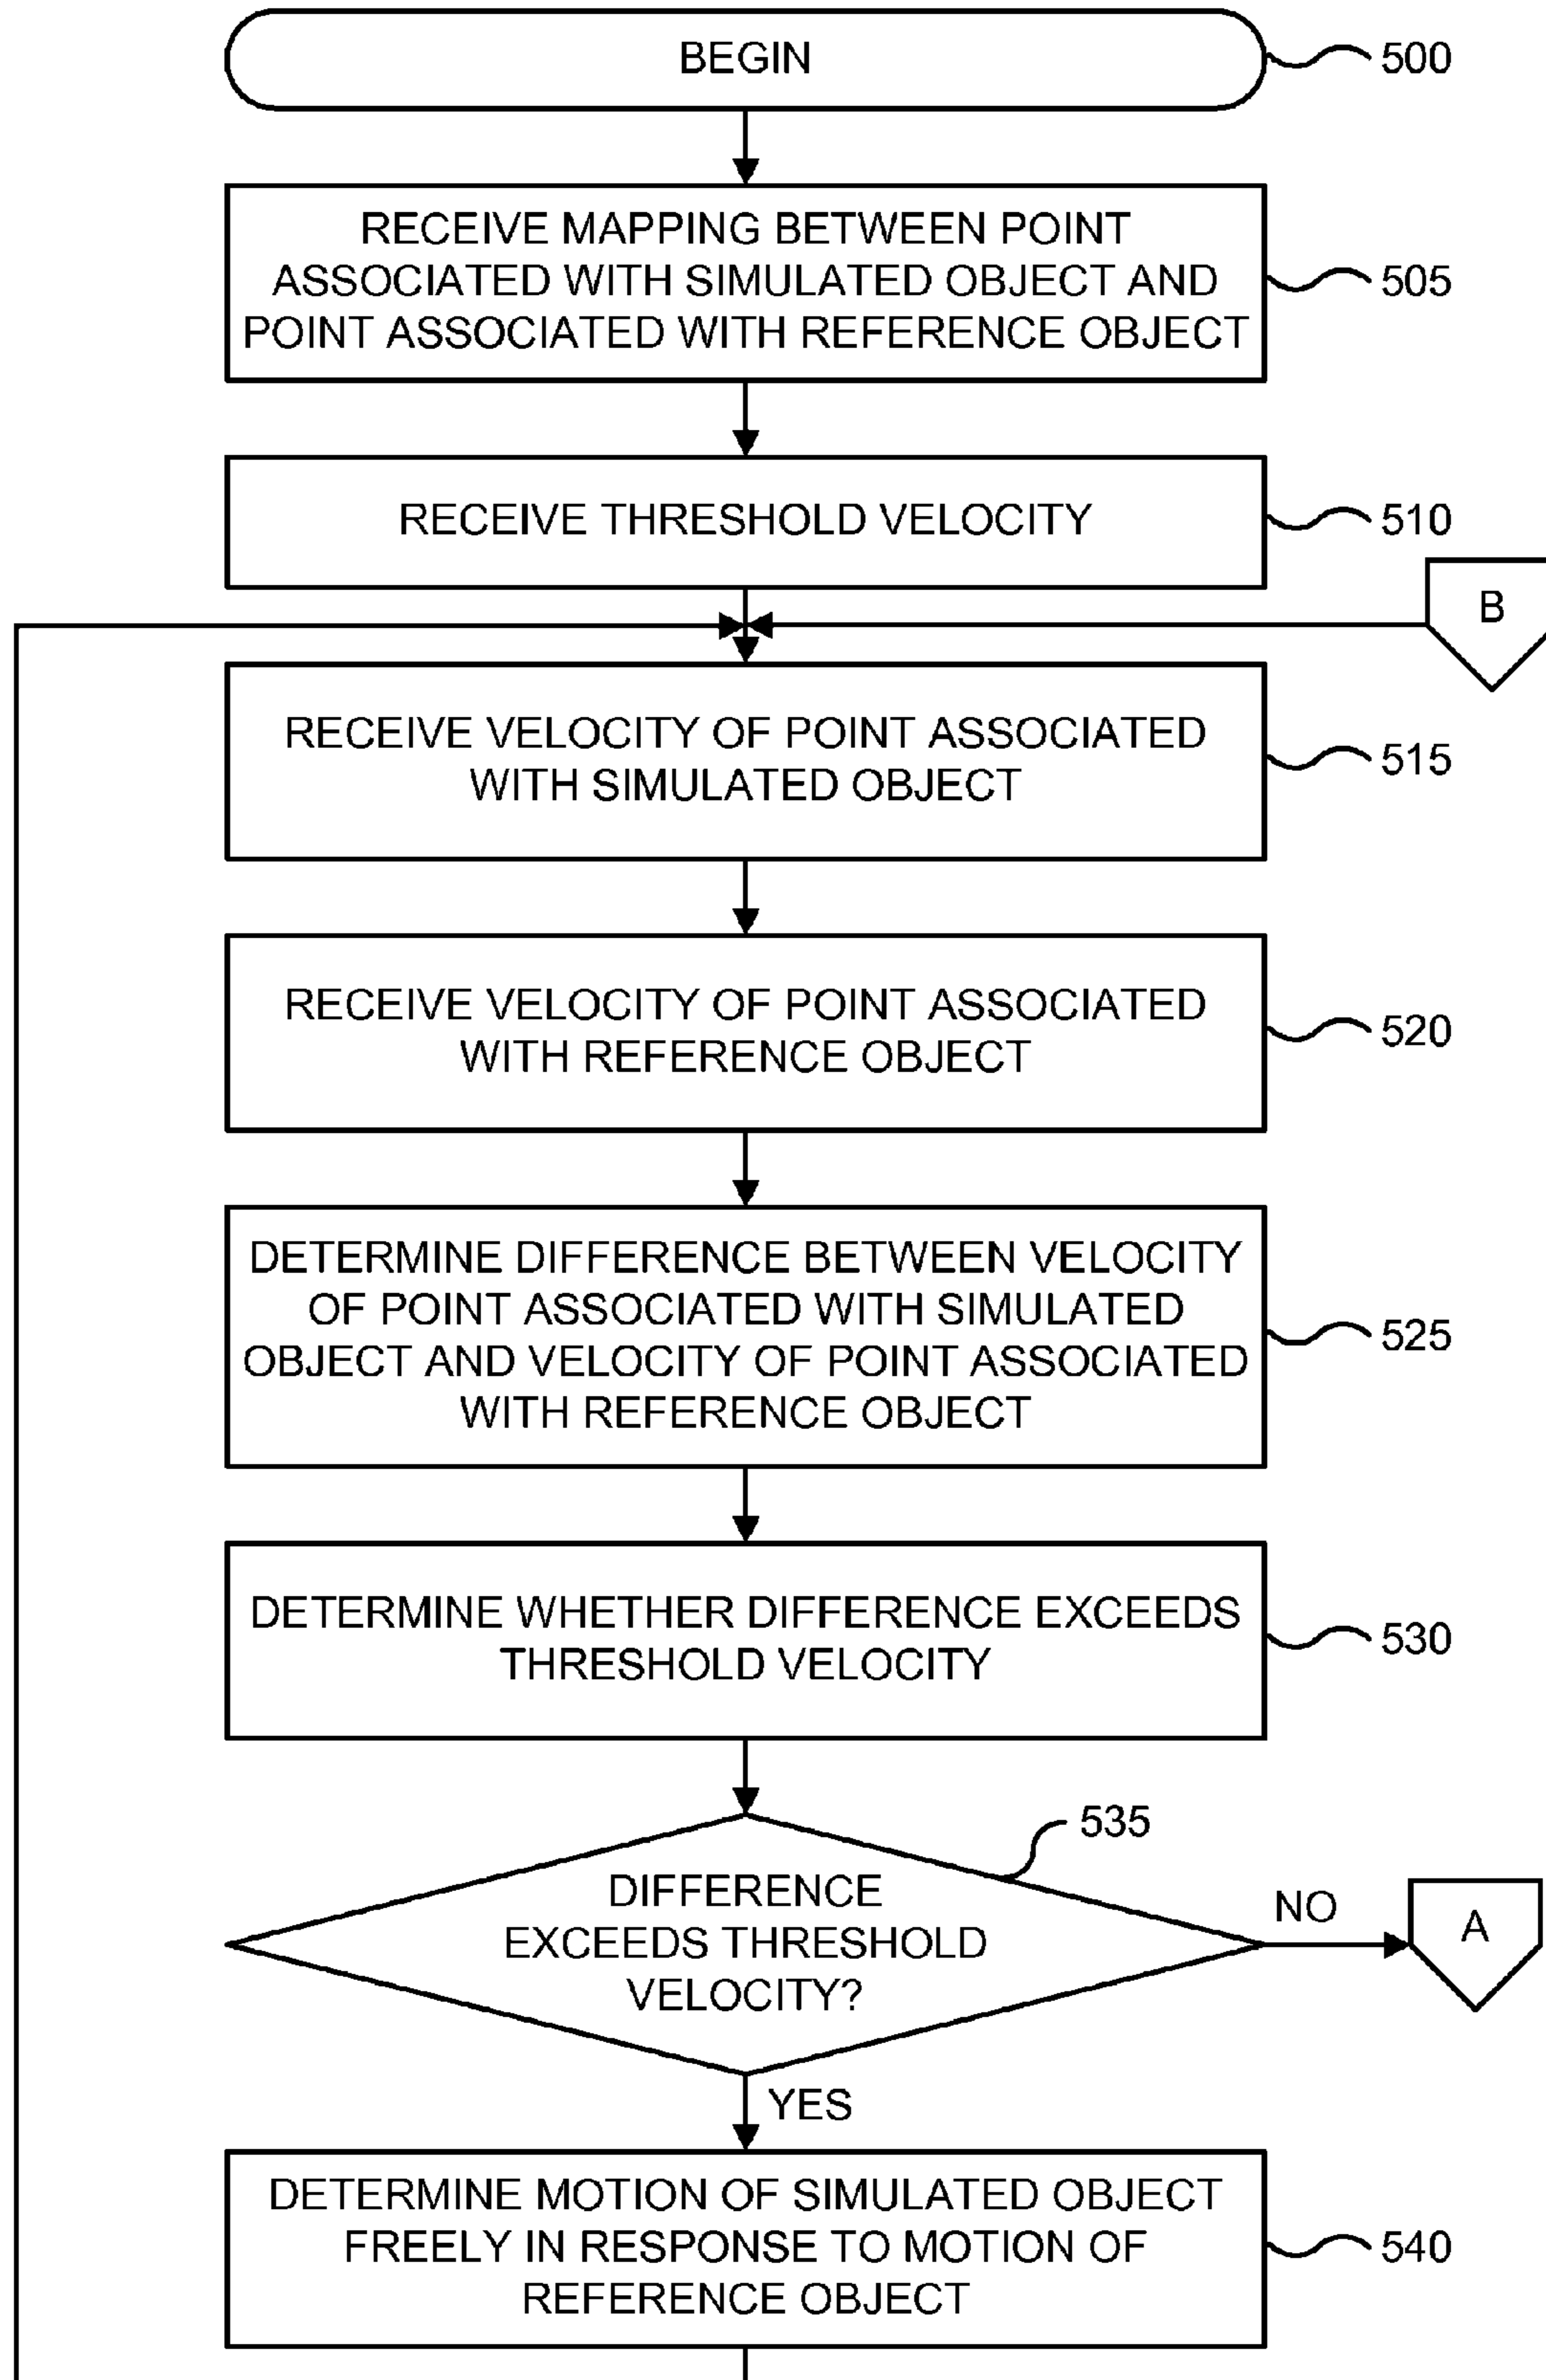 BEGIN
500
RECEIVE MAPPING BETWEEN POINT
ASSOCIATED WITH SIMULATED OBJECT AND
POINT ASSOCIATED WITH REFERENCE OBJECT
505
RECEIVE THRESHOLD VELOCITY
510
B
RECEIVE VELOCITY OF POINT ASSOCIATED
WITH SIMULATED OBJECT
515
RECEIVE VELOCITY OF POINT ASSOCIATED
WITH REFERENCE OBJECT
520
DETERMINE DIFFERENCE BETWEEN VELOCITY
OF POINT ASSOCIATED WITH SIMULATED
OBJECT AND VELOCITY OF POINT ASSOCIATED
WITH REFERENCE OBJECT
525
DETERMINE WHETHER DIFFERENCE EXCEEDS
THRESHOLD VELOCITY
530
535
DIFFERENCE
EXCEEDS THRESHOLD
VELOCITY?
NO
A
YES
DETERMINE MOTION OF SIMULATED OBJECT
FREELY IN RESPONSE TO MOTION OF
REFERENCE OBJECT
540